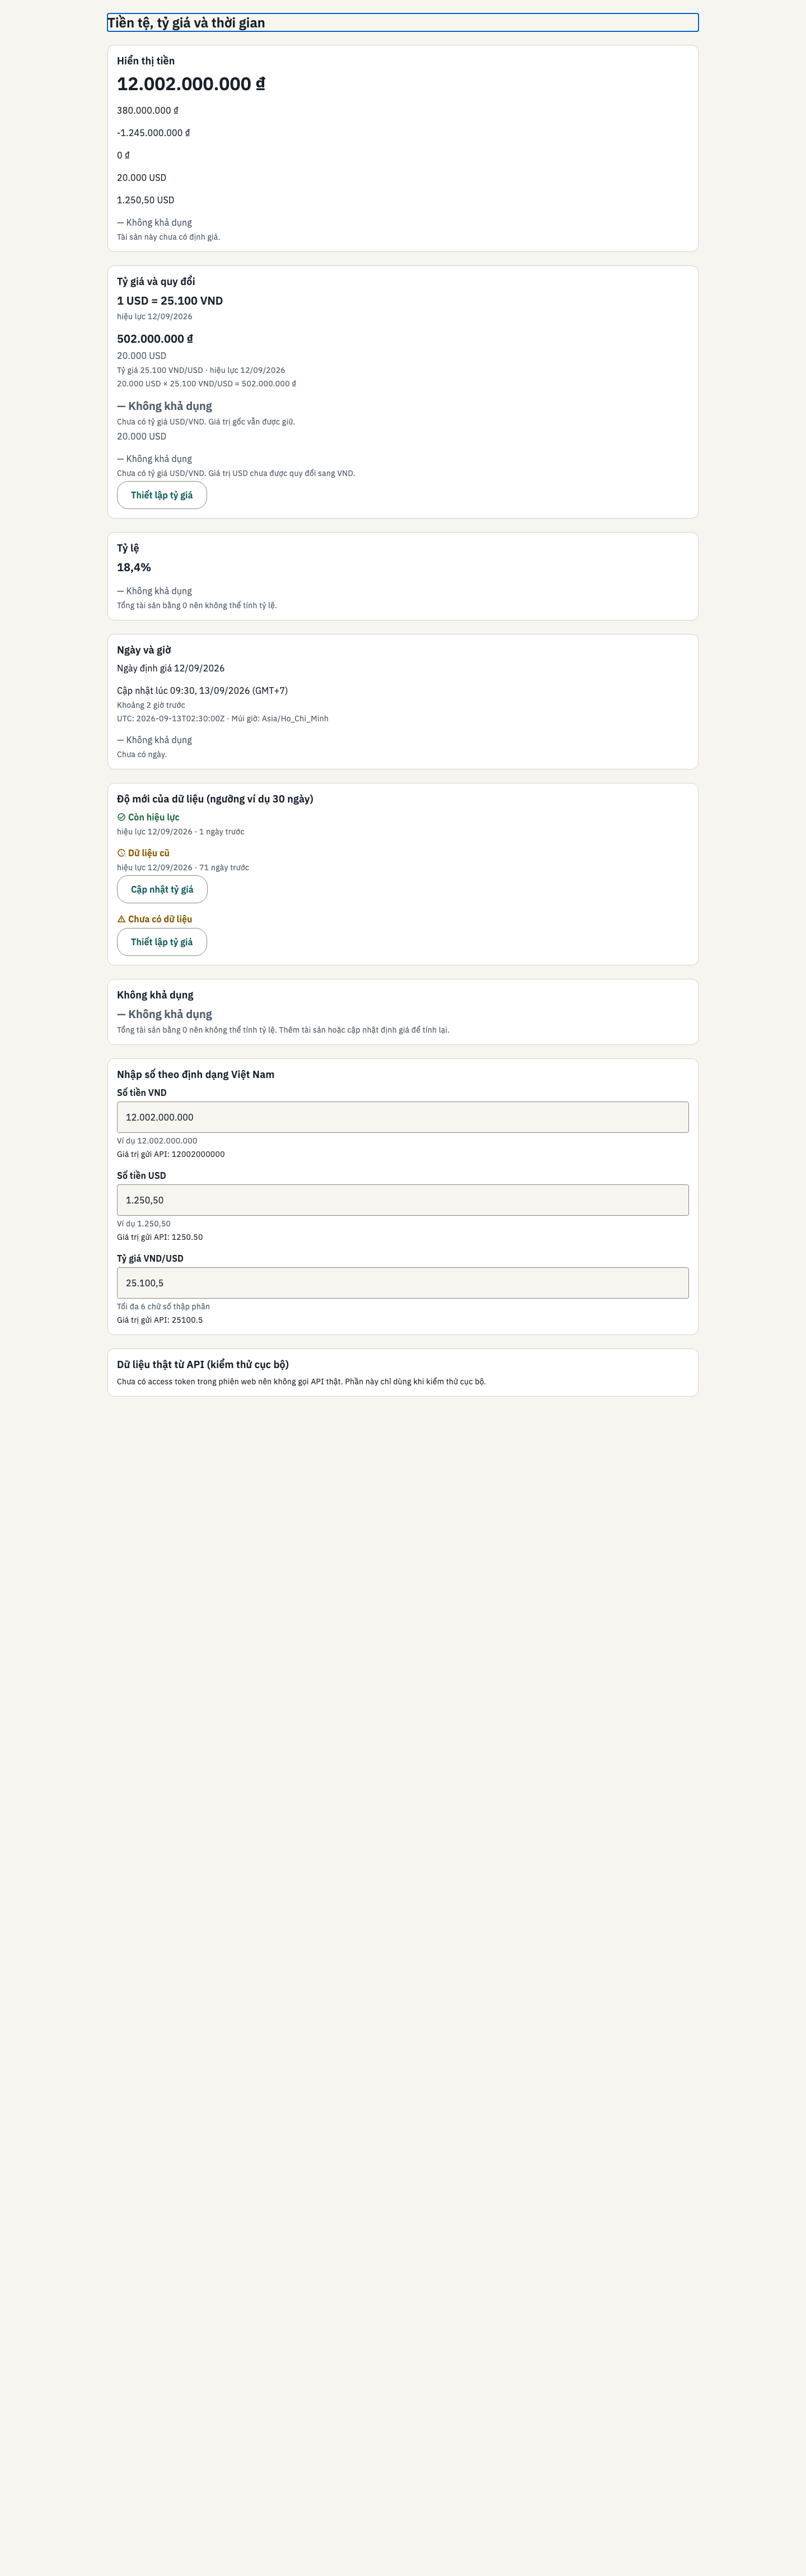 Tiền tệ, tỷ giá và thời gian
Hiển thị tiền
12.002.000.000 ₫
380.000.000 ₫
-1.245.000.000 ₫
0 ₫
20.000 USD
1.250,50 USD
— Không khả dụng
Tài sản này chưa có định giá.
Tỷ giá và quy đổi
1 USD = 25.100 VND
hiệu lực 12/09/2026
502.000.000 ₫
20.000 USD
Tỷ giá 25.100 VND/USD · hiệu lực 12/09/2026
20.000 USD × 25.100 VND/USD = 502.000.000 ₫
— Không khả dụng
Chưa có tỷ giá USD/VND. Giá trị gốc vẫn được giữ.
20.000 USD
— Không khả dụng
Chưa có tỷ giá USD/VND. Giá trị USD chưa được quy đổi sang VND.
Thiết lập tỷ giá
Tỷ lệ
18,4%
— Không khả dụng
Tổng tài sản bằng 0 nên không thể tính tỷ lệ.
Ngày và giờ
Ngày định giá 12/09/2026
Cập nhật lúc 09:30, 13/09/2026 (GMT+7)
Khoảng 2 giờ trước
UTC: 2026-09-13T02:30:00Z · Múi giờ: Asia/Ho_Chi_Minh
— Không khả dụng
Chưa có ngày.
Độ mới của dữ liệu (ngưỡng ví dụ 30 ngày)
Còn hiệu lực
hiệu lực 12/09/2026 · 1 ngày trước
Dữ liệu cũ
hiệu lực 12/09/2026 · 71 ngày trước
Cập nhật tỷ giá
Chưa có dữ liệu
Thiết lập tỷ giá
Không khả dụng
— Không khả dụng
Tổng tài sản bằng 0 nên không thể tính tỷ lệ. Thêm tài sản hoặc cập nhật định giá để tính lại.
Nhập số theo định dạng Việt Nam
Số tiền VND
12.002.000.000
Ví dụ 12.002.000.000
Giá trị gửi API: 12002000000
Số tiền USD
1.250,50
Ví dụ 1.250,50
Giá trị gửi API: 1250.50
Tỷ giá VND/USD
25.100,5
Tối đa 6 chữ số thập phân
Giá trị gửi API: 25100.5
Dữ liệu thật từ API (kiểm thử cục bộ)
Chưa có access token trong phiên web nên không gọi API thật. Phần này chỉ dùng khi kiểm thử cục bộ.